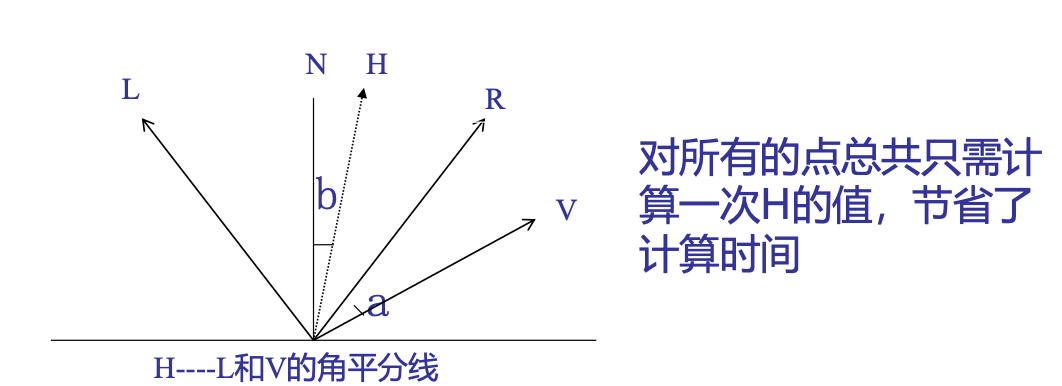 N H
L
R
对所有的点总共只需计
算一次H的值，节省了
计算时间
b
V
a
H----L和V的角平分线